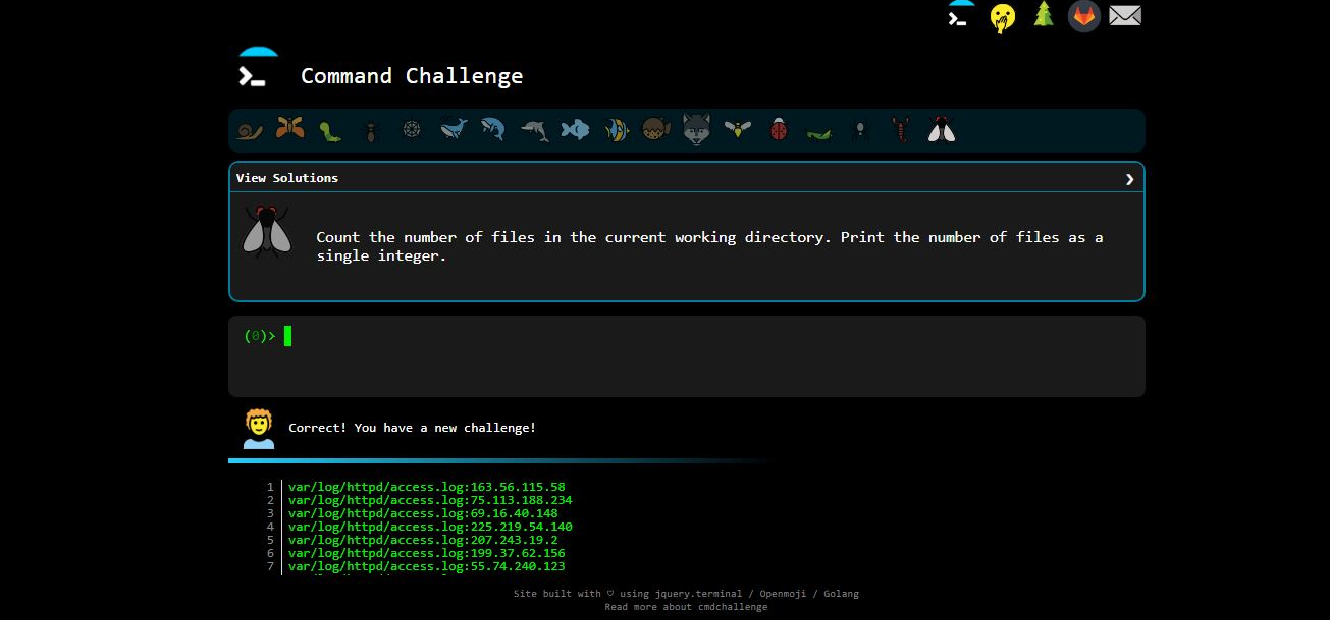 Command Challenge
View Solutions
Count the number of files in the current working directory. Print the number of files as a
single integer.
(0)>
Correct! You have a new challenge!
1 var/log/httpd/access.log:163.56.115.58
2 var/log/httpd/access.log:75.113.188.234
3 var/log/httpd/access.log:69.16.40.148
4 var/log/httpd/access.log:225.219.54.140
5 var/log/httpd/access.log:207.243.19.2
6 var/log/httpd/access.log:199.37.62.156
7 var/log/httpd/access.log:55.74.240.123
Site built with ♡ using jquery.terminal / Openmoji / Golang
Read more about cmdchallenge